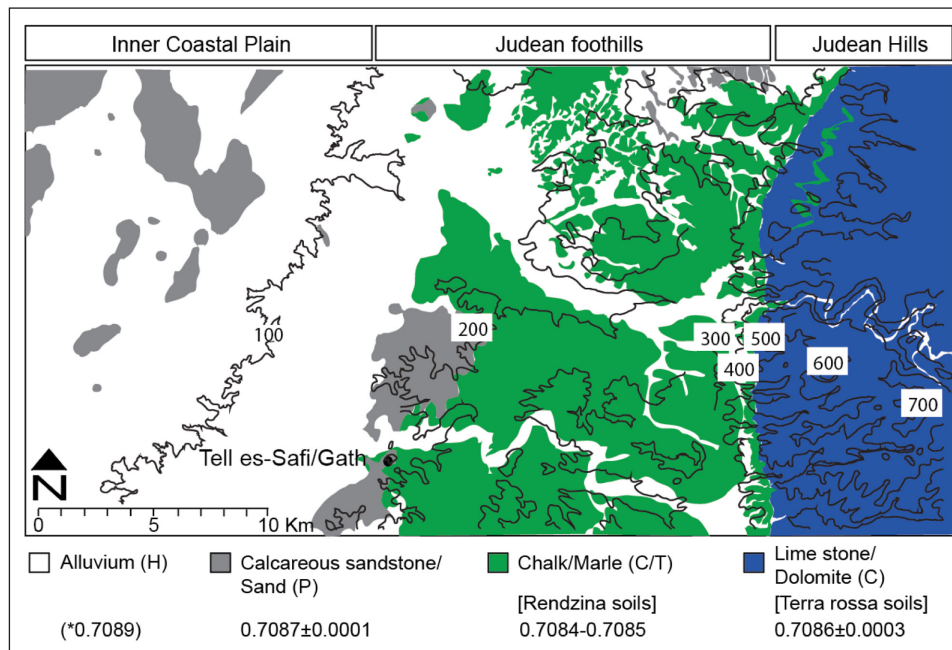 Inner Coastal Plain
Judean foothills
Judean Hills
100
200
300
500
400
600
700
Tell es-Safi/Gath
N
0
5
10 Km
Alluvium (H)
Calcareous sandstone/
Sand (P)
Chalk/Marle (C/T)
Lime stone/
Dolomite (C)
[Rendzina soils]
[Terra rossa soils]
(*0.7089)
0.7087±0.0001
0.7084-0.7085
0.7086±0.0003